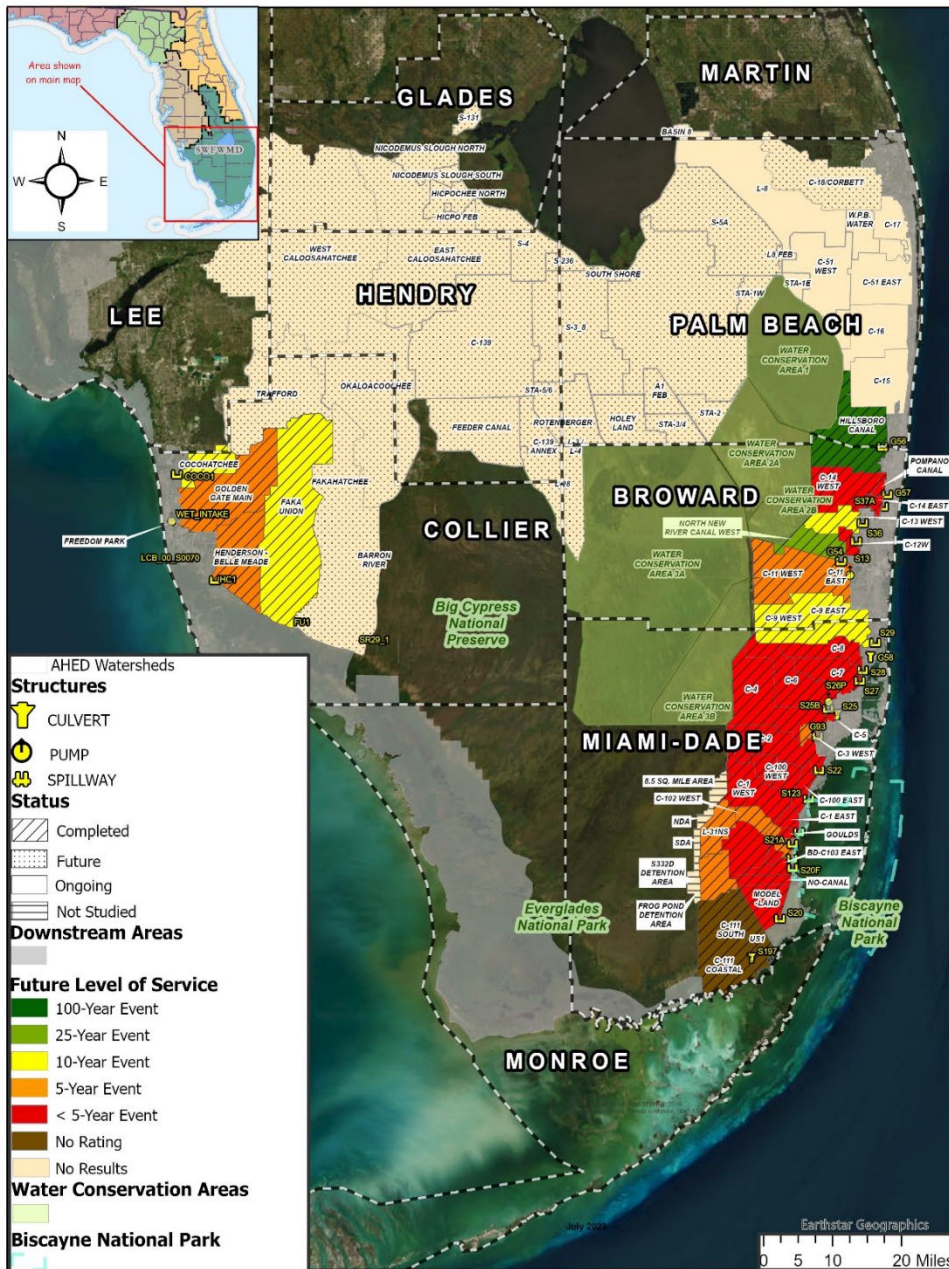 Area shown
on main map
SWFWMD
N
W
E
S
MARTIN
GLADES
S-131
BASIN 8
NICODEMUS SLOUGH NORTH
NICODEMUS SLOUGH SOUTH
HICPOCHEE NORTH
HICPO FEB
L-8
C-18/CORBETT
W.P.B.
WATER
C-17
S-5A
WEST
CALOOSAHATCHEE
EAST
CALOOSAHATCHEE
S-4
S-236
SOUTH SHORE
L8 FEB
C-51
WEST
STA-1E
C-51 EAST
STA-1W
LEE
HENDRY
PALM BEACH
S-3_8
C-139
C-16
WATER
CONSERVATION
AREA 1
C-15
TRAFFORD
OKALOACOOCHEE
STA-5/6
A1
FEB
STA-2
HILLSBORO
CANAL
FEEDER CANAL
ROTENBERGER
HOLEY
LAND
STA-3/4
C-139
ANNEX
L-3
L-4
G56
POMPANO
CANAL
COCOHATCHEE
COCO1
GOLDEN
GATE MAIN
FAKAHATCHEE
L-28
WATER
CONSERVATION
AREA 2A
C-14
WEST
G57
C-14 EAST
FAKA
UNION
BROWARD
WATER
CONSERVATION
AREA 2B
S37A
C-13 WEST
WET_INTAKE
FREEDOM PARK
COLLIER
NORTH NEW
RIVER CANAL WEST
S36
C-12W
LCB_00_S0070
HENDERSON-
BELLE MEADE
BARRON
RIVER
WATER
CONSERVATION
AREA 3A
G54
S13
C-11 WEST
C-11
EAST
HC1
FU1
SR29_1
Big Cypress
National
Preserve
C-9 WEST
C-9 EAST
S29
G58
S28
S27
C-8
C-7
C-6
C-4
S26P
S25B
S25
C-5
WATER
CONSERVATION
AREA 3B
MIAMI-DADE
C-2
G93
C-3 WEST
C-100
WEST
S22
8.5 SQ. MILE AREA
C-1
WEST
S123
C-100 EAST
C-102 WEST
C-1 EAST
NDA
L-31NS
GOULDS
SDA
S21A
BD-C103 EAST
S332D
DETENTION
AREA
S20F
NO-CANAL
FROG POND
DETENTION
AREA
MODEL
LAND
S20
Everglades
National Park
Biscayne
National
Park
C-111
SOUTH
US1
S197
C-111
COASTAL
MONROE
AHED Watersheds
Structures
CULVERT
PUMP
SPILLWAY
Status
Completed
Future
Ongoing
Not Studied
Downstream Areas
Future Level of Service
100-Year Event
25-Year Event
10-Year Event
5-Year Event
< 5-Year Event
No Rating
No Results
Water Conservation Areas
Biscayne National Park
Earthstar Geographics
0 5 10 20 Miles